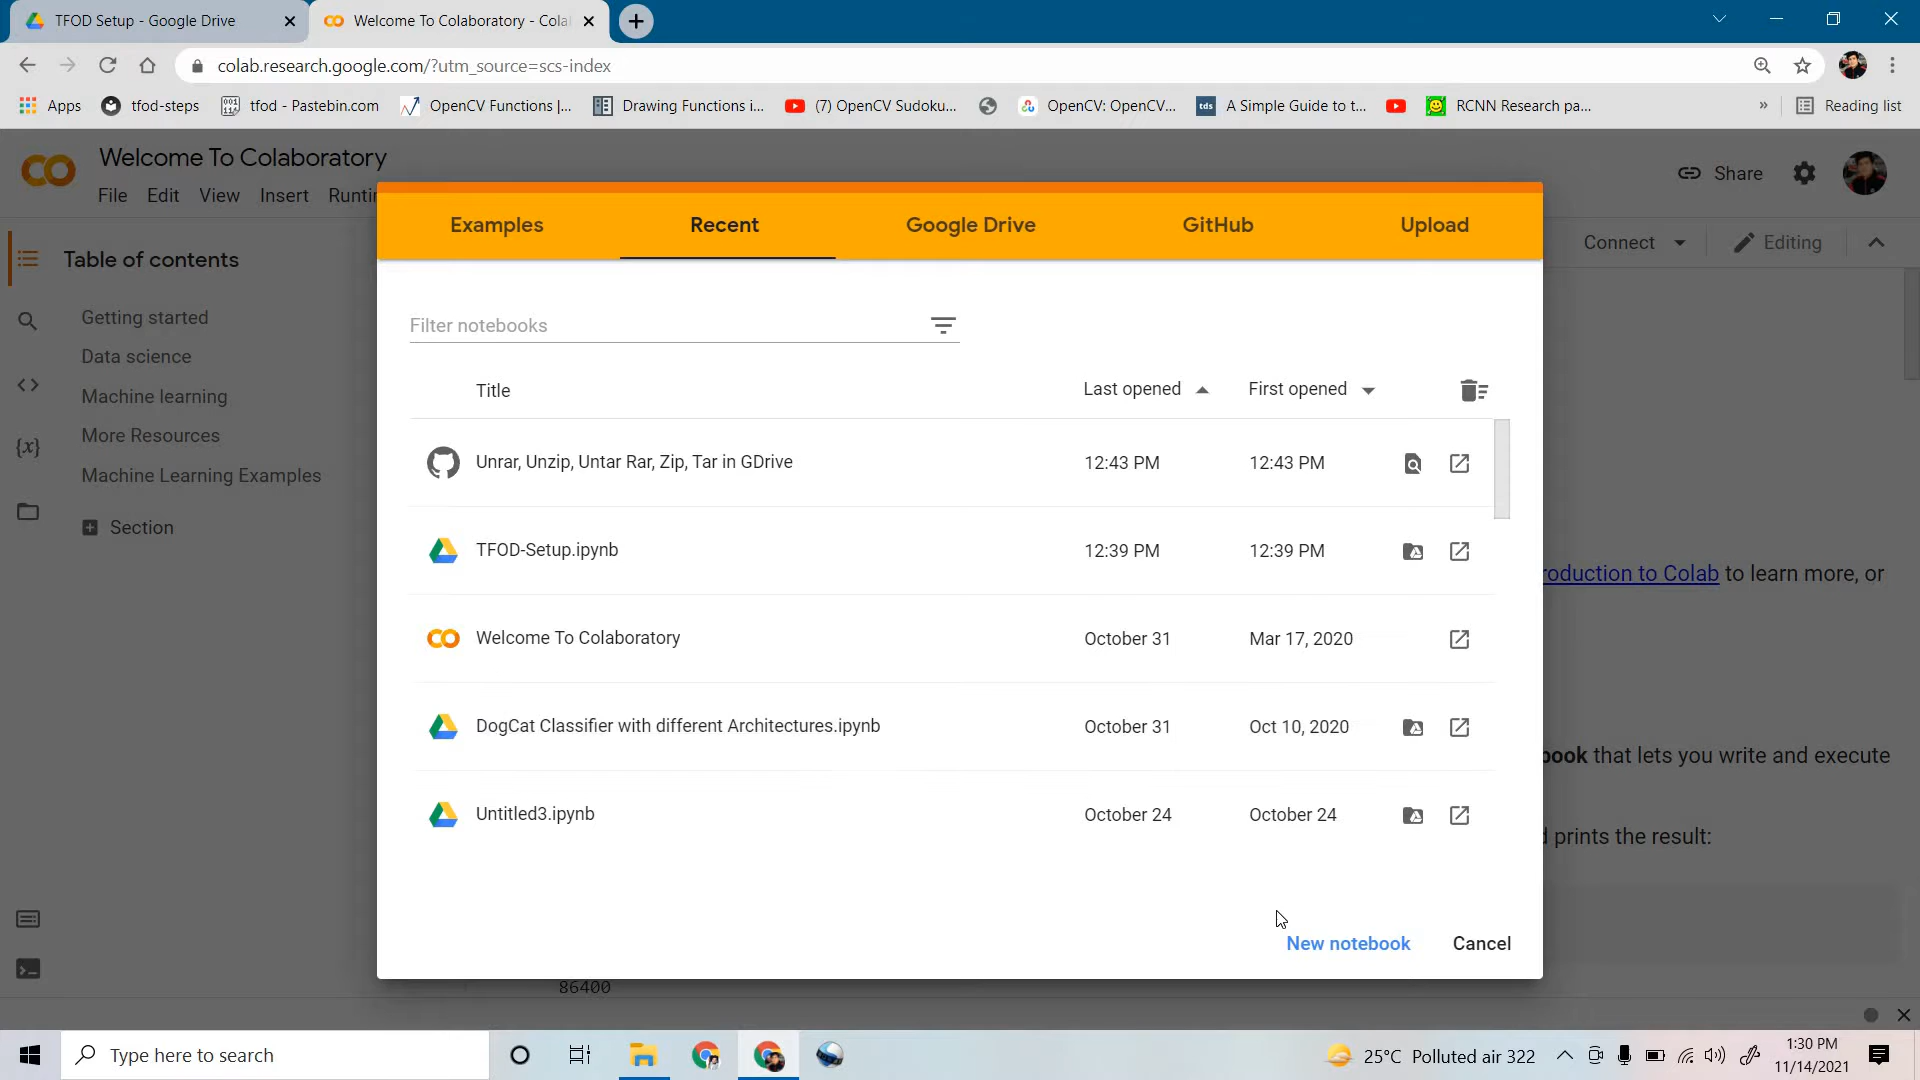 TFOD Setup - Google Drive
Welcome To Colaboratory - Cola
colab.research.google.com/?utm_source=scs-index
Apps
tfod-steps
tfod - Pastebin.com
OpenCV Functions |...
Drawing Functions i...
(7) OpenCV Sudoku...
OpenCV: OpenCV...
tds
A Simple Guide to t...
RCNN Research pa...
»
Reading list
Welcome To Colaboratory
Share
File Edit View Insert Runtin
Examples
Recent
Google Drive
GitHub
Upload
Connect
Editing
Table of contents
Getting started
Data science
Machine learning
More Resources
Machine Learning Examples
Section
Filter notebooks
Title
Last opened
First opened
Unrar, Unzip, Untar Rar, Zip, Tar in GDrive
12:43 PM
12:43 PM
TFOD-Setup.ipynb
12:39 PM
12:39 PM
Welcome To Colaboratory
October 31
Mar 17, 2020
DogCat Classifier with different Architectures.ipynb
October 31
Oct 10, 2020
Untitled3.ipynb
October 24
October 24
roduction to Colab to learn more, or
book that lets you write and execute
d prints the result:
New notebook
Cancel
86400
Type here to search
25°C Polluted air 322
1:30 PM
11/14/2021